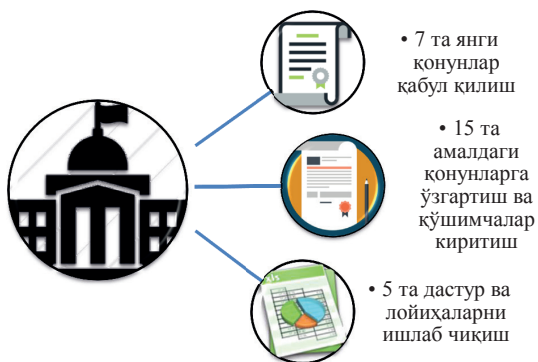 • 7 та янги
қонунлар
қабул қилиш
• 15 та
амалдаги
қонунларга
ўзгартиш ва
қўшимчалар
киритиш
xls
• 5 та дастур ва
лойиҳаларни
ишлаб чиқиш